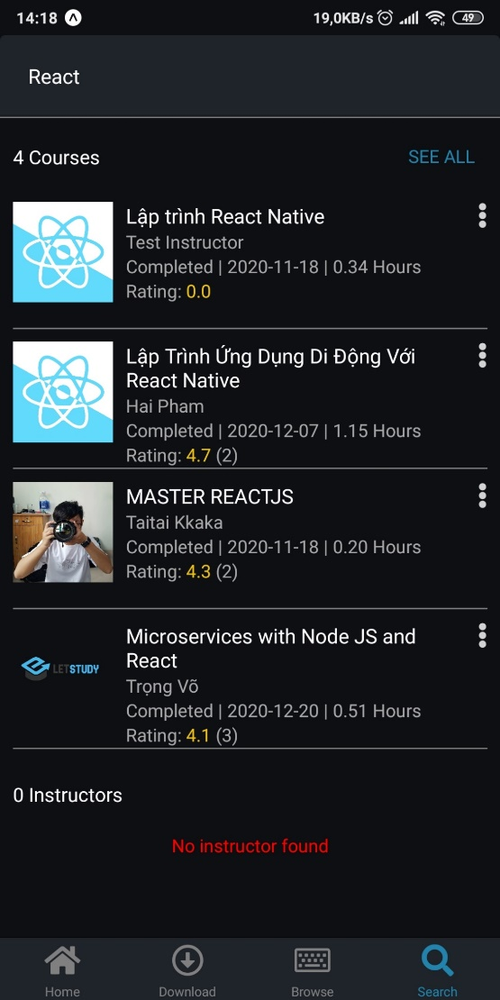 14:18 19,0KB/s 49
React
4 Courses SEE ALL
Lập trình React Native
Test Instructor
Completed | 2020-11-18 | 0.34 Hours
Rating: 0.0
Lập Trình Ứng Dụng Di Động Với
React Native
Hai Pham
Completed | 2020-12-07 | 1.15 Hours
Rating: 4.7 (2)
MASTER REACTJS
Taitai Kkaka
Completed | 2020-11-18 | 0.20 Hours
Rating: 4.3 (2)
LETSTUDY
Microservices with Node JS and
React
Trọng Võ
Completed | 2020-12-20 | 0.51 Hours
Rating: 4.1 (3)
0 Instructors
No instructor found
Home Download Browse Search